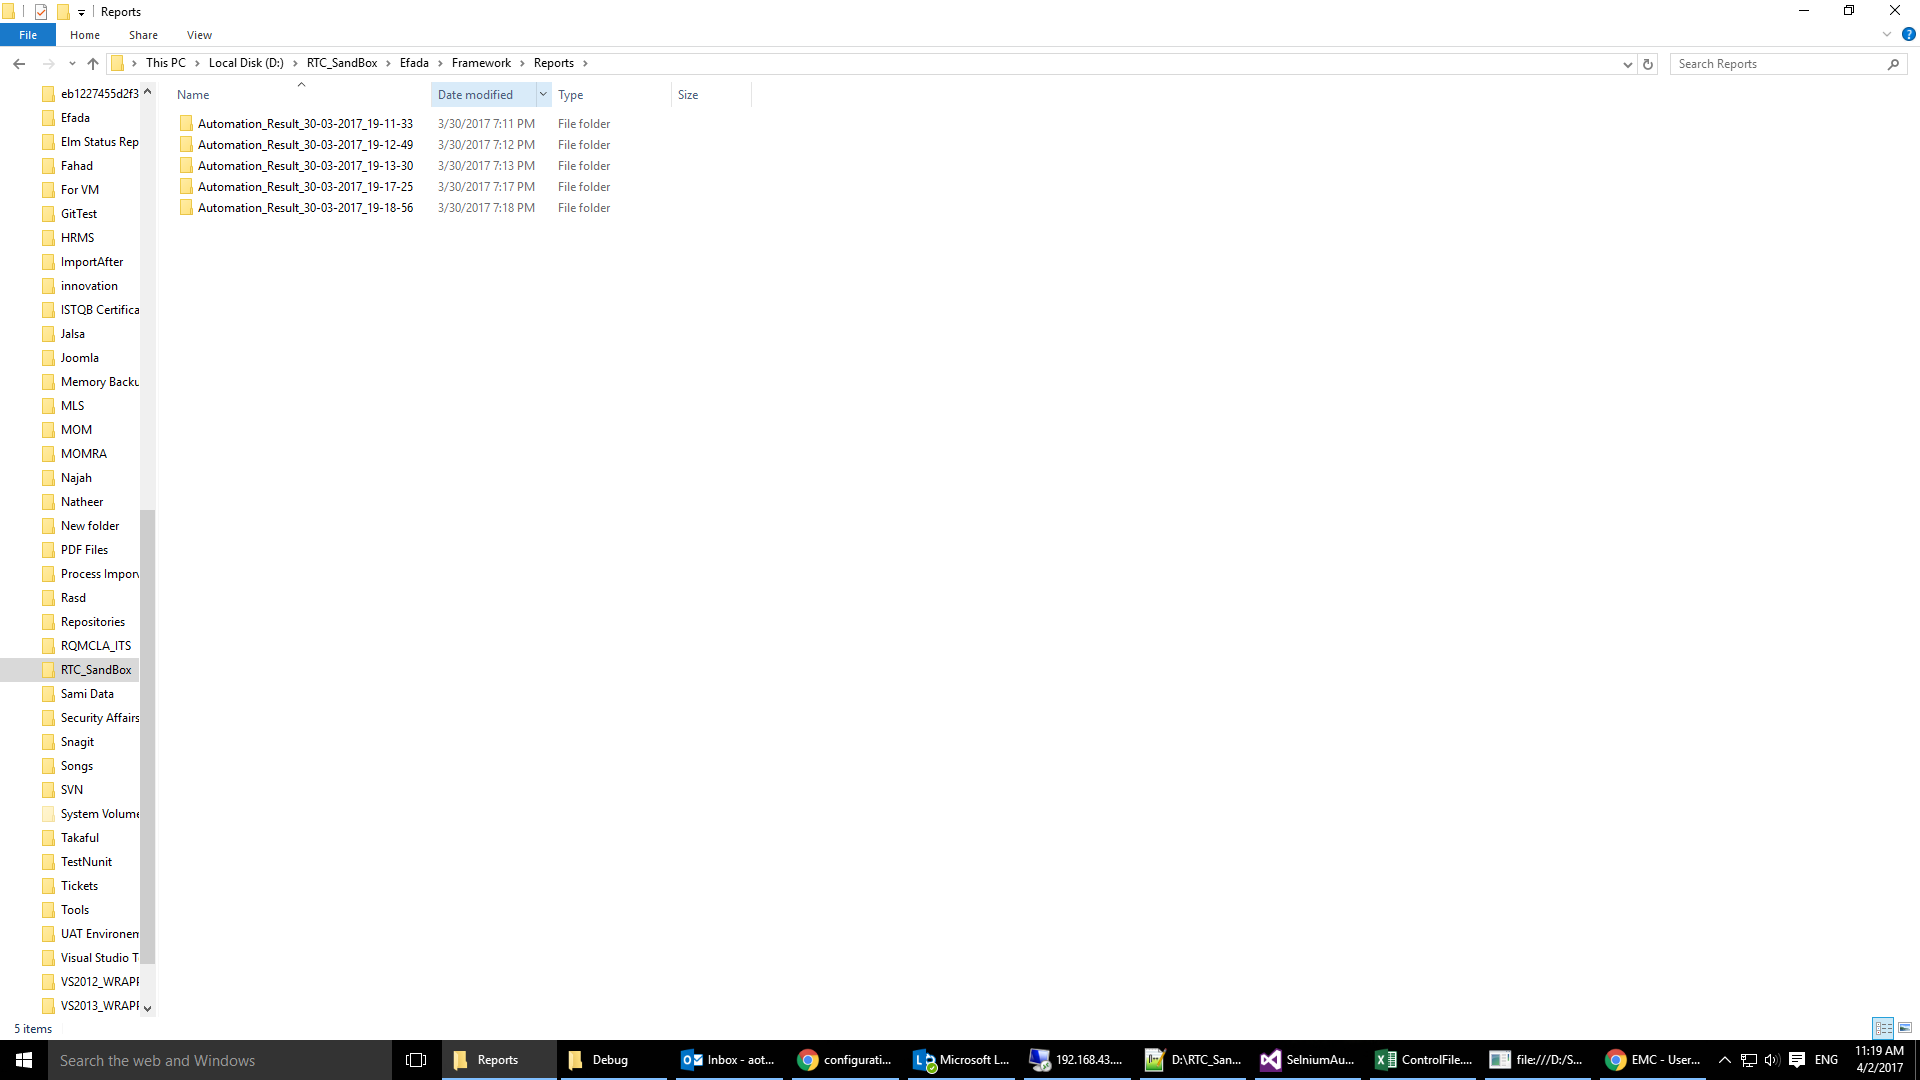 Reports
File Home Share View
This PC Local Disk (D:) RTC_SandBox Efada Framework Reports Search Reports
Name Date modified Type Size
Automation_Result_30-03-2017_19-11-33 3/30/2017 7:11 PM File folder
Automation_Result_30-03-2017_19-12-49 3/30/2017 7:12 PM File folder
Automation_Result_30-03-2017_19-13-30 3/30/2017 7:13 PM File folder
Automation_Result_30-03-2017_19-17-25 3/30/2017 7:17 PM File folder
Automation_Result_30-03-2017_19-18-56 3/30/2017 7:18 PM File folder
eb1227455d2f3
Efada
Elm Status Rep
Fahad
For VM
GitTest
HRMS
ImportAfter
innovation
ISTQB Certifica
Jalsa
Joomla
Memory Backu
MLS
MOM
MOMRA
Najah
Natheer
New folder
PDF Files
Process Imporv
Rasd
Repositories
RQMCLA_ITS
RTC_SandBox
Sami Data
Security Affairs
Snagit
Songs
SVN
System Volume
Takaful
TestNunit
Tickets
Tools
UAT Environem
Visual Studio T
VS2012_WRAPP
VS2013_WRAPP
5 items
Search the web and Windows
Reports
Debug
Inbox - aot...
configurati...
Microsoft L...
192.168.43....
D:\RTC_San...
SelniumAu...
ControlFile....
file:///D:/S...
EMC - User...
ENG
11:19 AM
4/2/2017